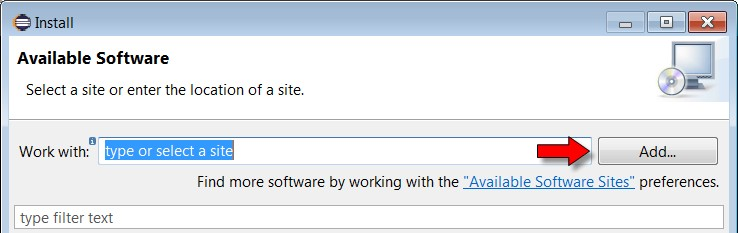 Install
Available Software
Select a site or enter the location of a site.
Work with: type or select a site Add...
Find more software by working with the "Available Software Sites" preferences.
type filter text